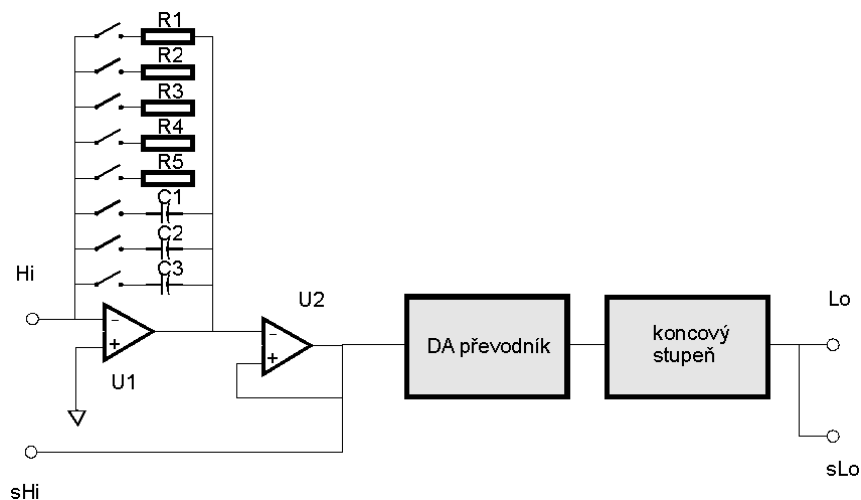 R1
R2
R3
R4
R5
C1
C2
C3
Hi
U1
U2
DA převodník
koncový
stupeň
Lo
sHi
sLo